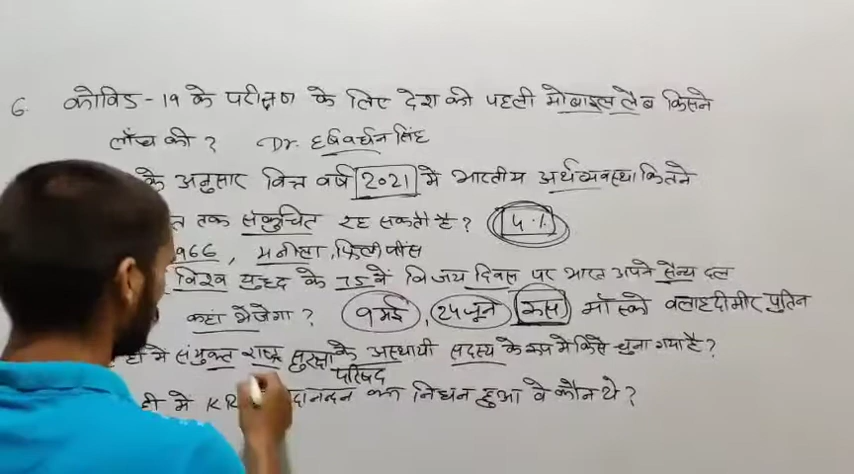 6. कोविड-19 के परीक्षण के लिए देश की पहली मोबाइल लैब किसने
लॉन्च की ? Dr. हर्षवर्धन सिंह
के अनुसार वित्त वर्ष 2021 में भारतीय अर्थव्यवस्था कितने
तक संकुचित रह सकती है ? 5%
966, मनीला, फिलीपींस
विश्व युद्ध के 75 वें विजय दिवस पर भारत अपने सैन्य दल
कहां भेजेगा ? 9 मई, 24 जून रूस मॉस्को वलाहदीमीर पुतिन
में संयुक्त राष्ट्र सुरक्षा के अस्थायी सदस्य के रूप में किसे चुना गया है ?
परिषद
ही में KR दानन्दन का निधन हुआ वे कौन थे ?